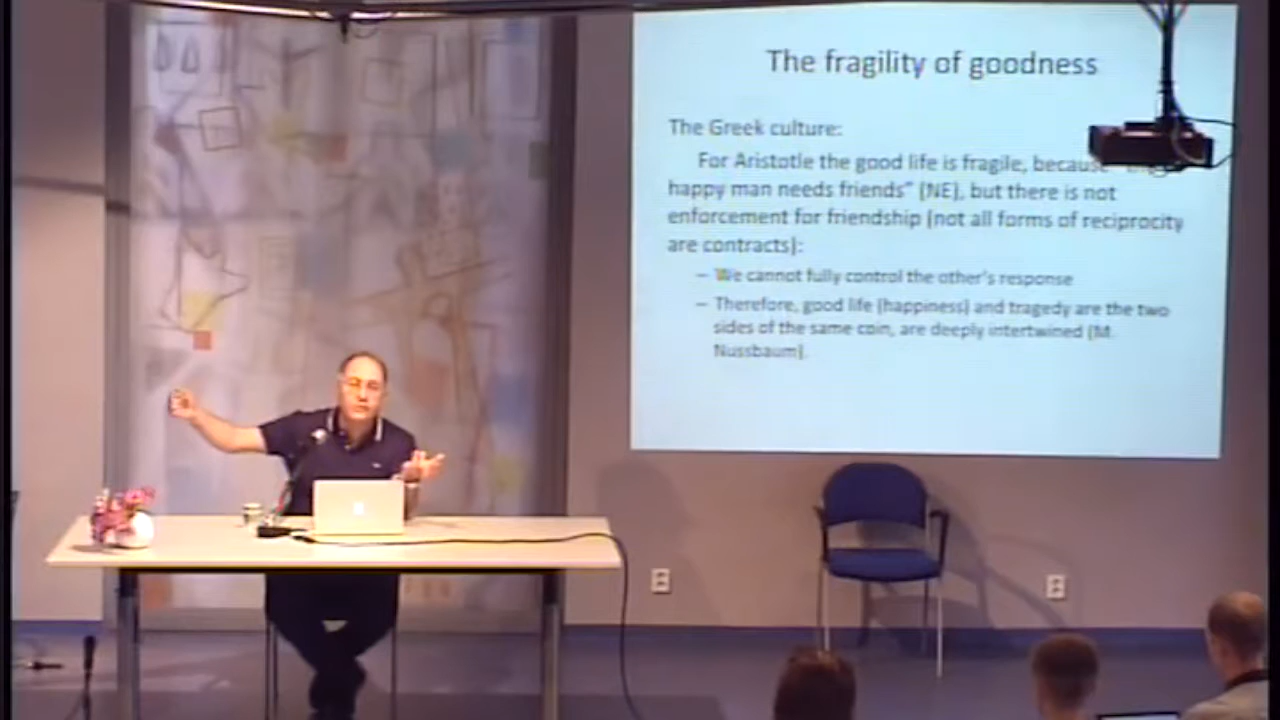 The fragility of goodness
The Greek culture:
For Aristotle the good life is fragile, because
happy man needs friends" (NE), but there is not
enforcement for friendship (not all forms of reciprocity
are contracts):
– We cannot fully control the other's response
– Therefore, good life (happiness) and tragedy are the two
sides of the same coin, are deeply intertwined (M.
Nussbaum).